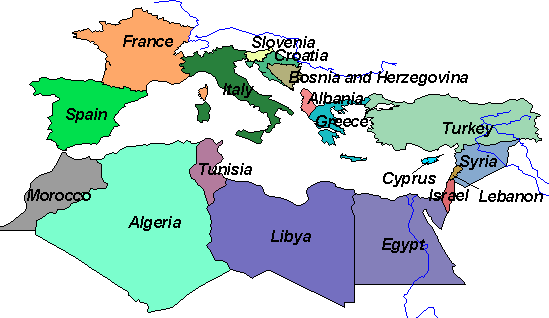 France
Slovenia
Croatia
Bosnia and Herzegovina
Italy
Albania
Spain
Greece
Turkey
Tunisia
Syria
Cyprus
Morocco
Israel
Lebanon
Algeria
Libya
Egypt